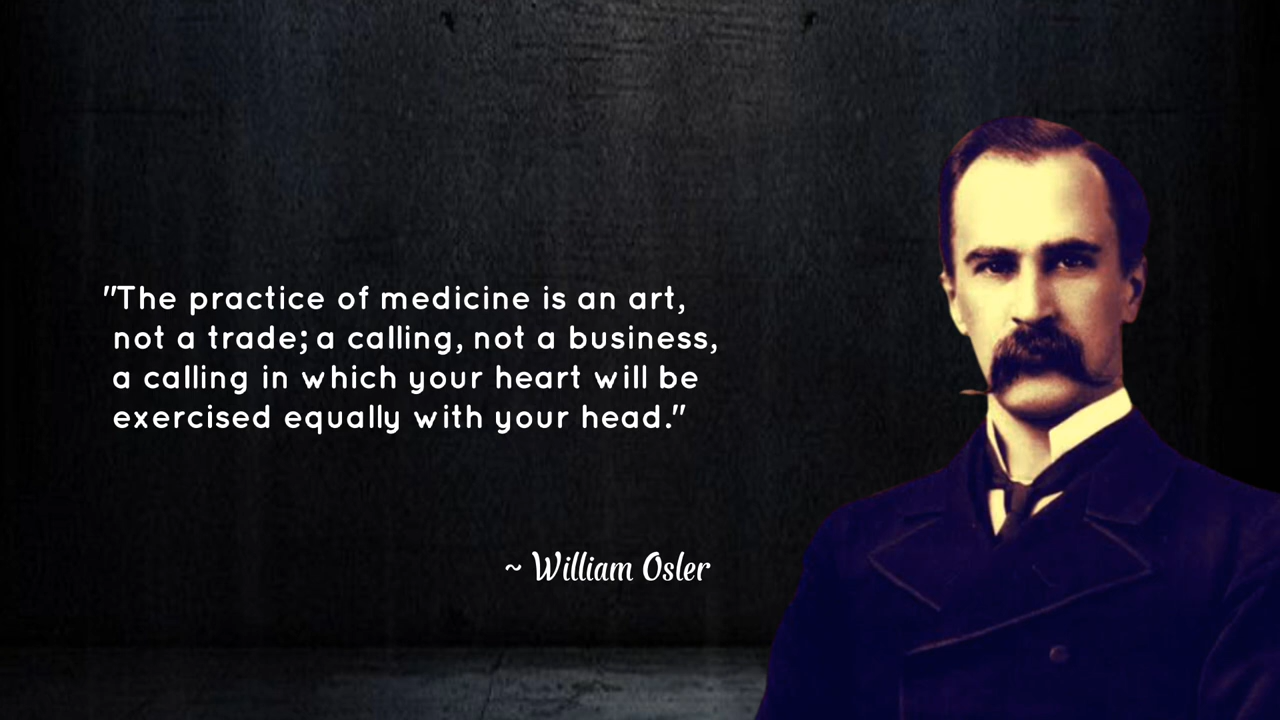 "The practice of medicine is an art,
not a trade; a calling, not a business,
a calling in which your heart will be
exercised equally with your head."
~ William Osler